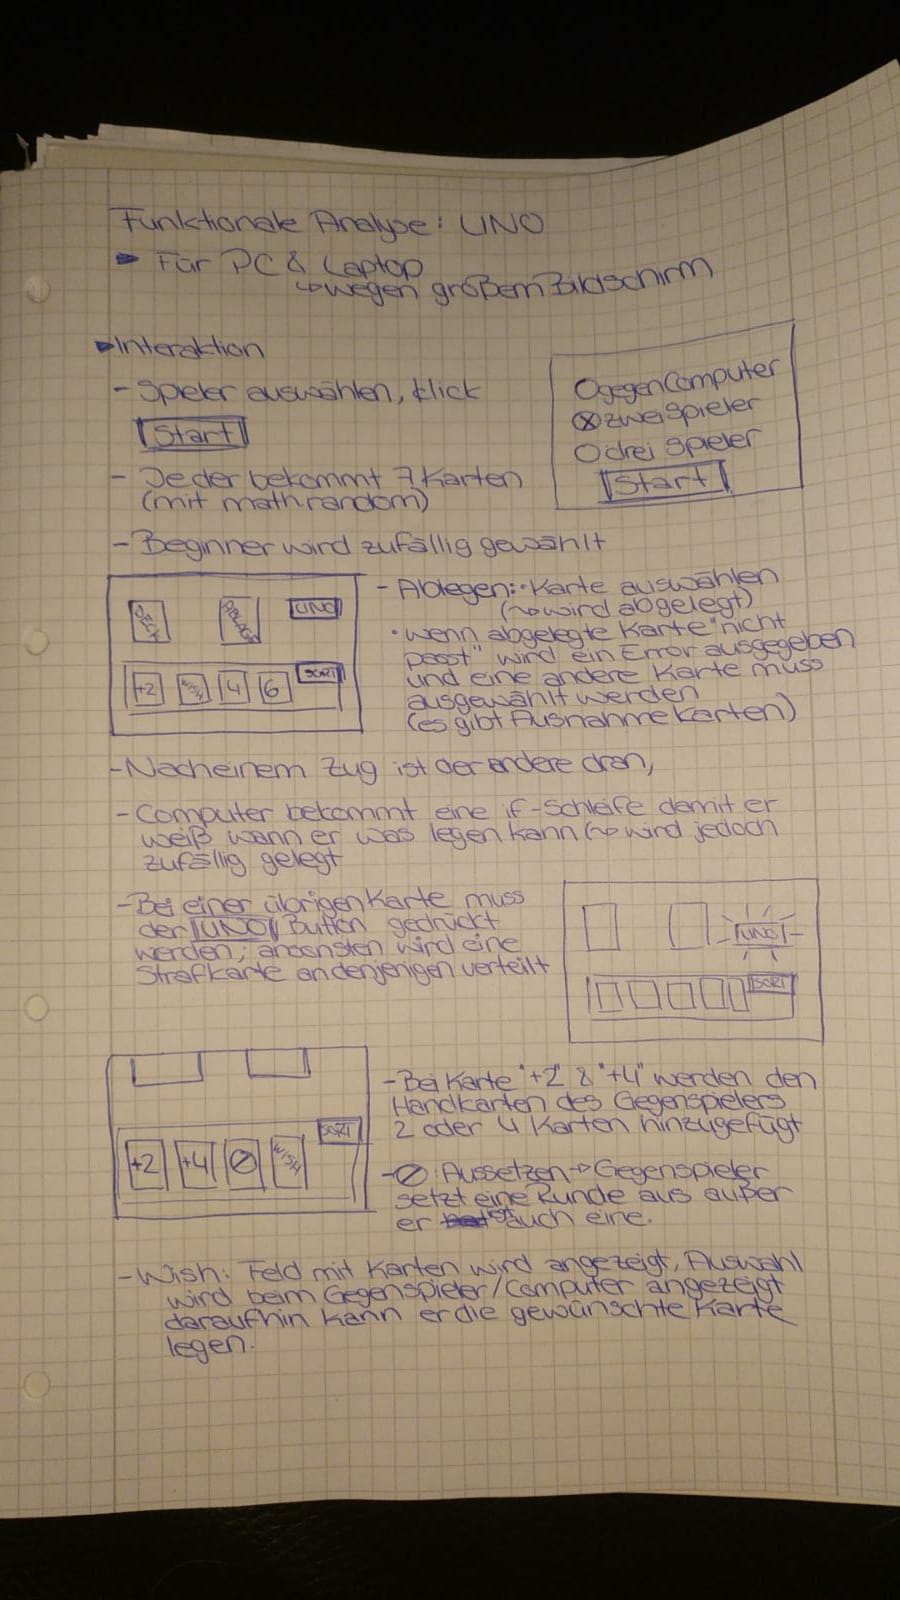 Funktionale Analyse: UNO
Für PC & Laptop
↳ wegen großem Bildschirm
Interaktion
- Spieler auswählen, klick
Start
O gegen Computer
⊗ zwei Spieler
O drei Spieler
Start
- Jeder bekommt 7 Karten
(mit math.random)
- Beginner wird zufällig gewählt
UNO
SORT
+2 4 6
- Ablegen: • Karte auswählen
(↝ wird abgelegt)
• wenn abgelegte Karte "nicht
passt" wird ein Error ausgegeben
und eine andere Karte muss
ausgewählt werden
(es gibt Ausnahmekarten)
- Nach einem Zug ist der andere dran,
- Computer bekommt eine if-Schleife damit er
weiß wann er was legen kann (↝ wird jedoch
zufällig gelegt
- Bei einer übrigen Karte muss
der UNO Button gedrückt
werden, ansonsten wird eine
Strafkarte an denjenigen verteilt
UNO
SORT
SORT
+2 +4 ⊘ WISH
- Bei Karte "+2" & "+4" werden den
Handkarten des Gegenspielers
2 oder 4 Karten hinzugefügt
- ⊘: Aussetzen → Gegenspieler
setzt eine Runde aus außer
er auch eine.
- Wish: Feld mit Karten wird angezeigt, Auswahl
wird beim Gegenspieler/Computer angezeigt
daraufhin kann er die gewünschte Karte
legen.